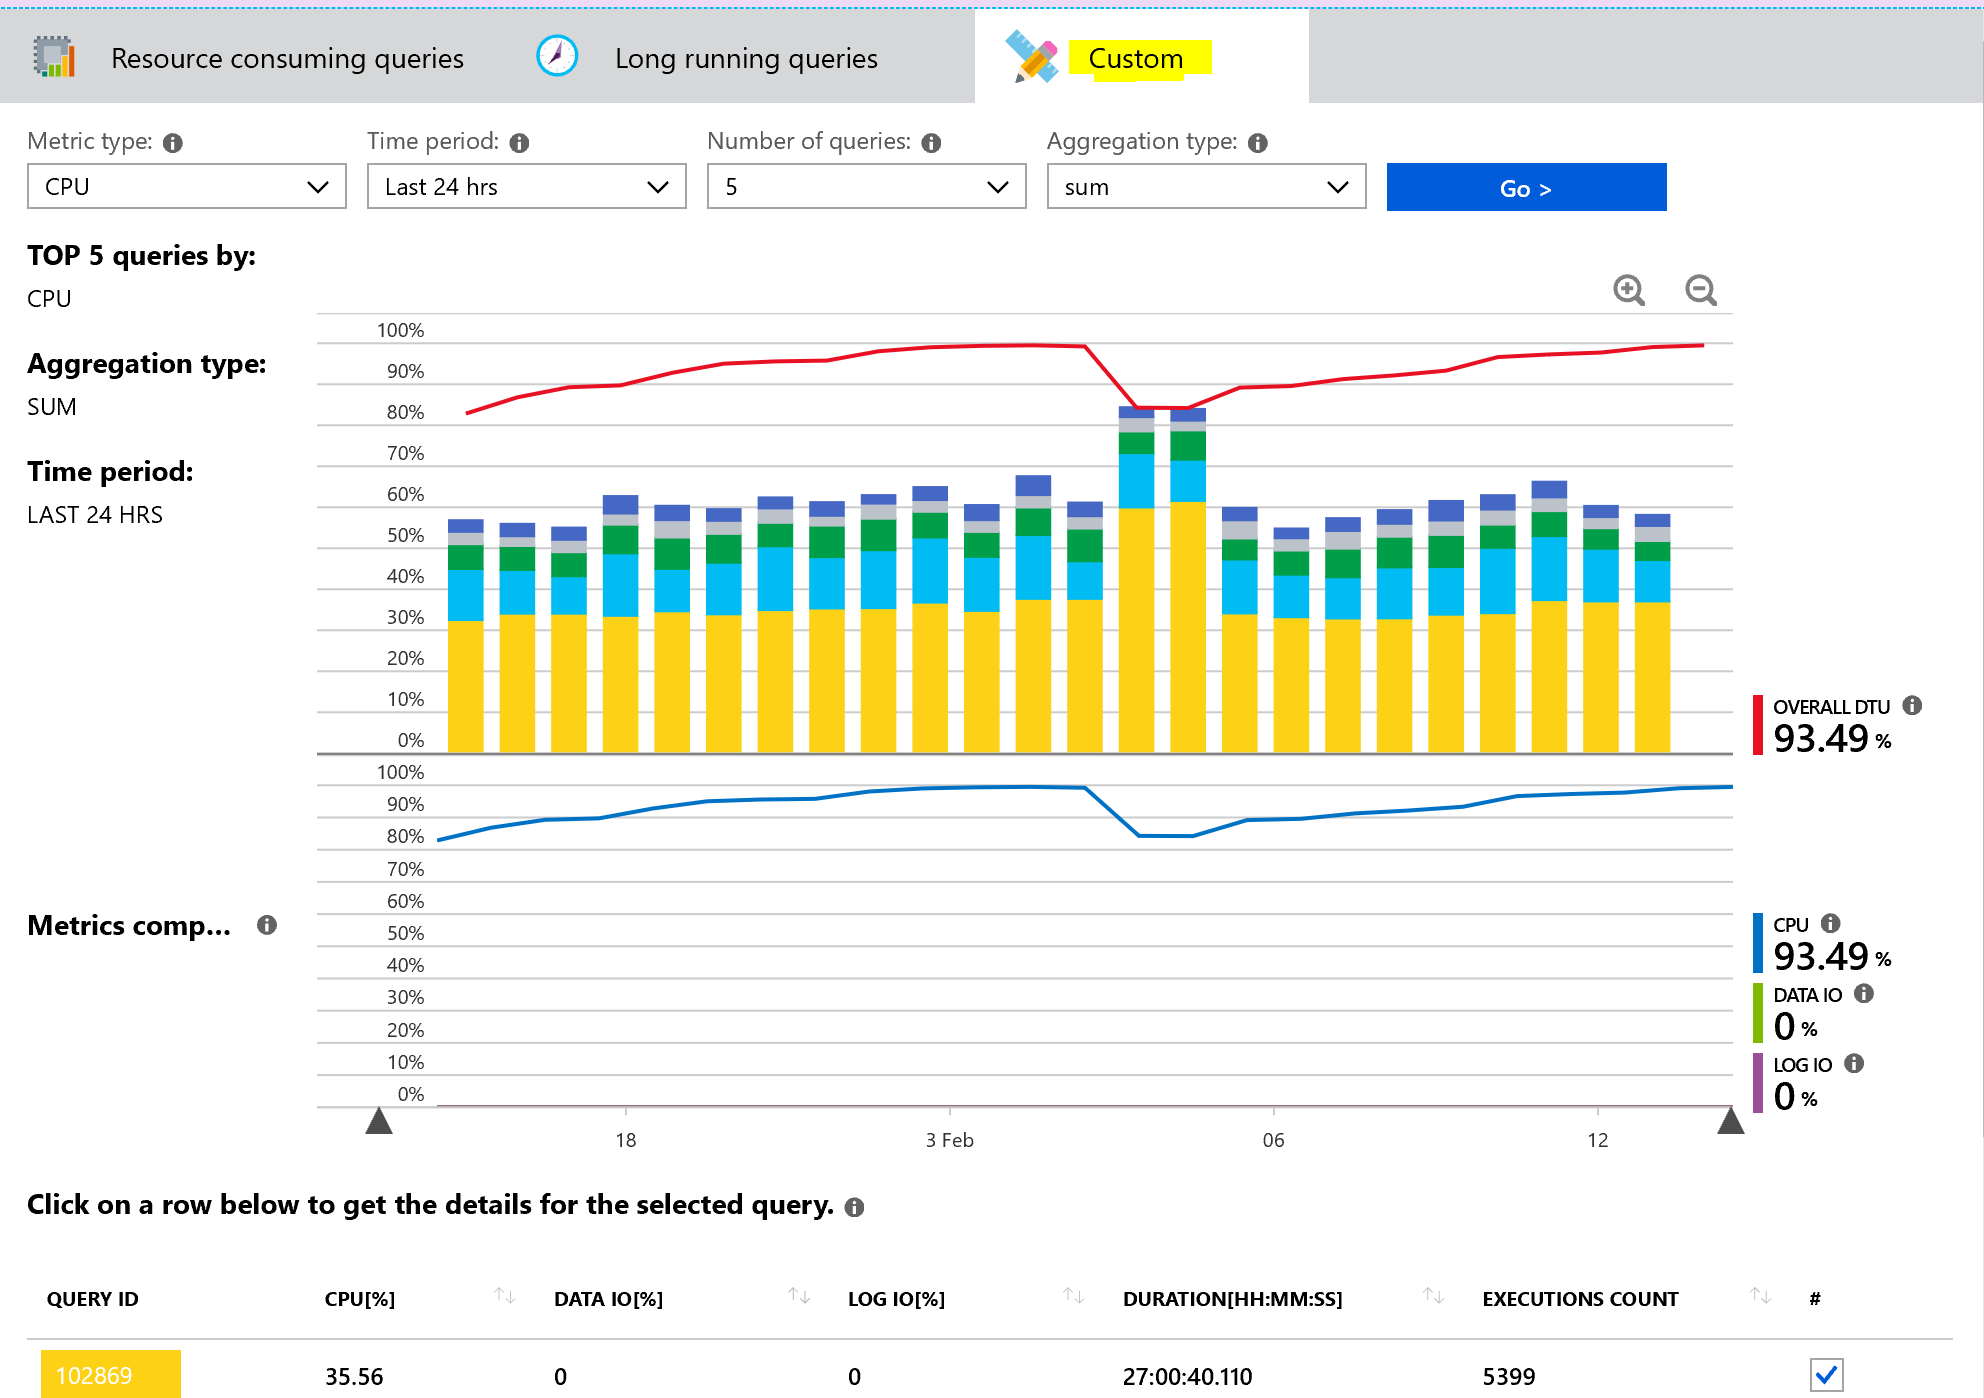 Resource consuming queries
Long running queries
Custom
Metric type:
Time period:
Number of queries:
Aggregation type:
CPU
Last 24 hrs
5
sum
Go >
TOP 5 queries by:
CPU
Aggregation type:
SUM
Time period:
LAST 24 HRS
100%
90%
80%
70%
60%
50%
40%
30%
20%
10%
0%
OVERALL DTU
93.49 %
100%
90%
80%
70%
60%
50%
40%
30%
20%
10%
0%
Metrics comp...
CPU
93.49 %
DATA IO
0 %
LOG IO
0 %
18
3 Feb
06
12
Click on a row below to get the details for the selected query.
QUERY ID
CPU[%]
DATA IO[%]
LOG IO[%]
DURATION[HH:MM:SS]
EXECUTIONS COUNT
#
102869
35.56
0
0
27:00:40.110
5399